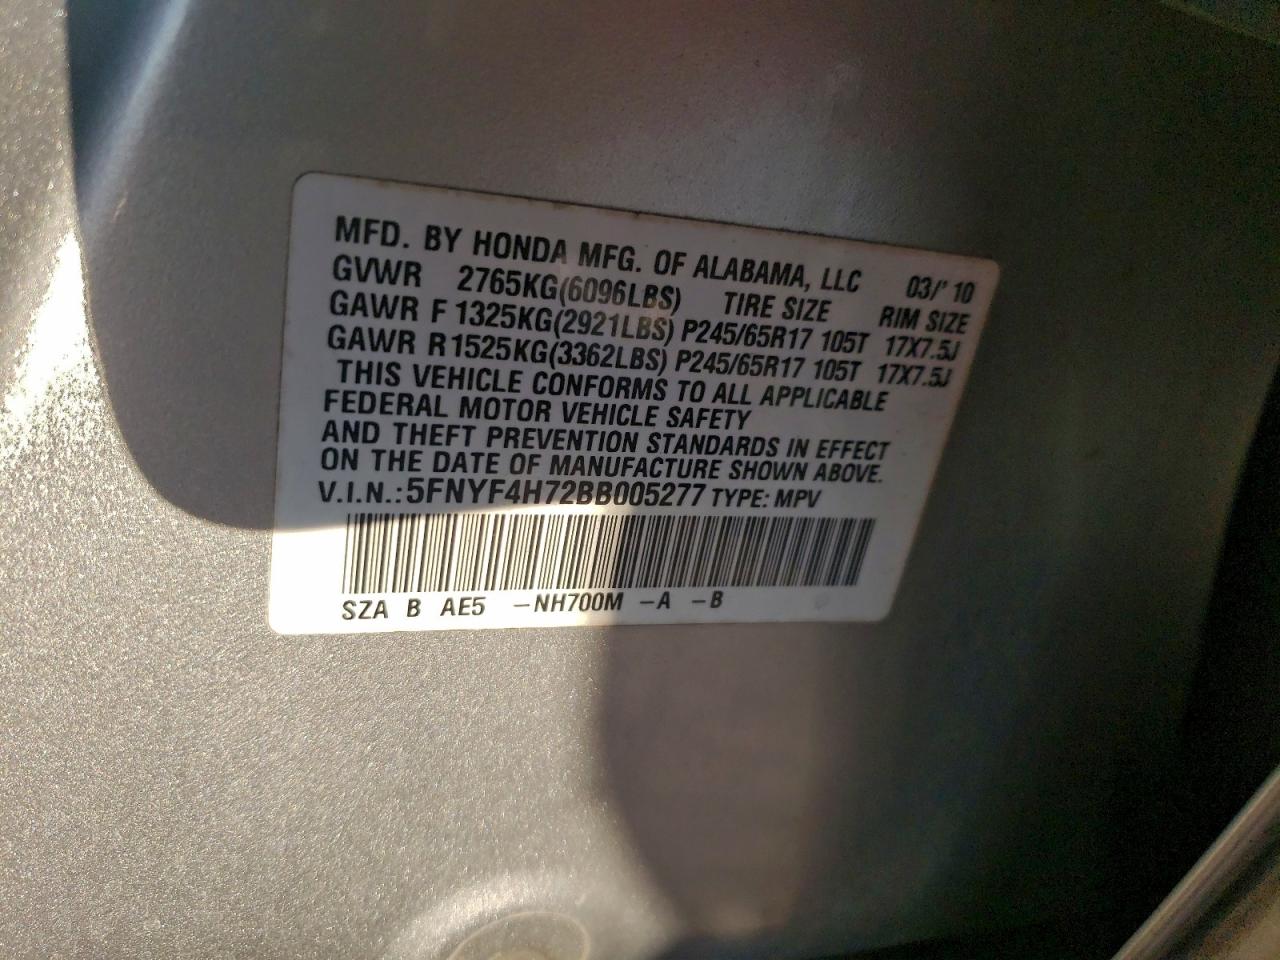 MFD. BY HONDA MFG. OF ALABAMA, LLC 03/'10
GVWR 2765KG(6096LBS) TIRE SIZE RIM SIZE
GAWR F 1325KG(2921LBS) P245/65R17 105T 17X7.5J
GAWR R 1525KG(3362LBS) P245/65R17 105T 17X7.5J
THIS VEHICLE CONFORMS TO ALL APPLICABLE
FEDERAL MOTOR VEHICLE SAFETY
AND THEFT PREVENTION STANDARDS IN EFFECT
ON THE DATE OF MANUFACTURE SHOWN ABOVE.
V.I.N.:5FNYF4H72BB005277 TYPE: MPV
SZA B AE5 -NH700M -A -B